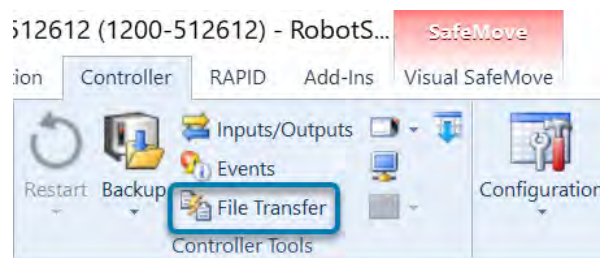 512612 (1200-512612) - RobotS... SafeMove
tion Controller RAPID Add-Ins Visual SafeMove
Inputs/Outputs
Events
Restart Backup Configuration
File Transfer
Controller Tools